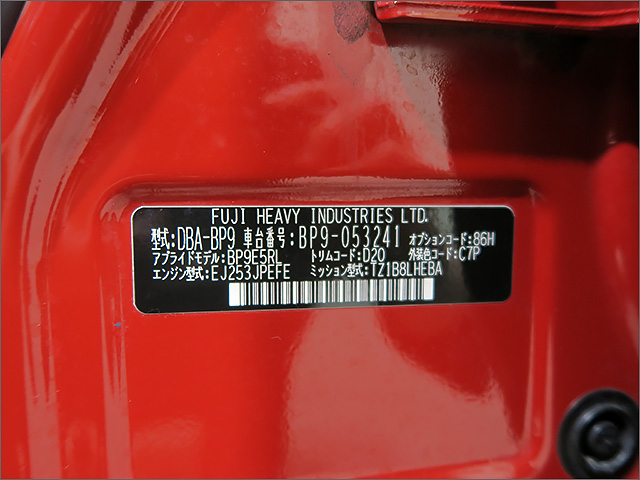 FUJI HEAVY INDUSTRIES LTD.
型式:DBA-BP9 車台番号:BP9-053241 オプションコード:86H
アプライドモデル:BP9E5RL トリムコード:D20 外装色コード:C7P
エンジン型式:EJ253JPEFE ミッション型式:TZ1B8LHEBA